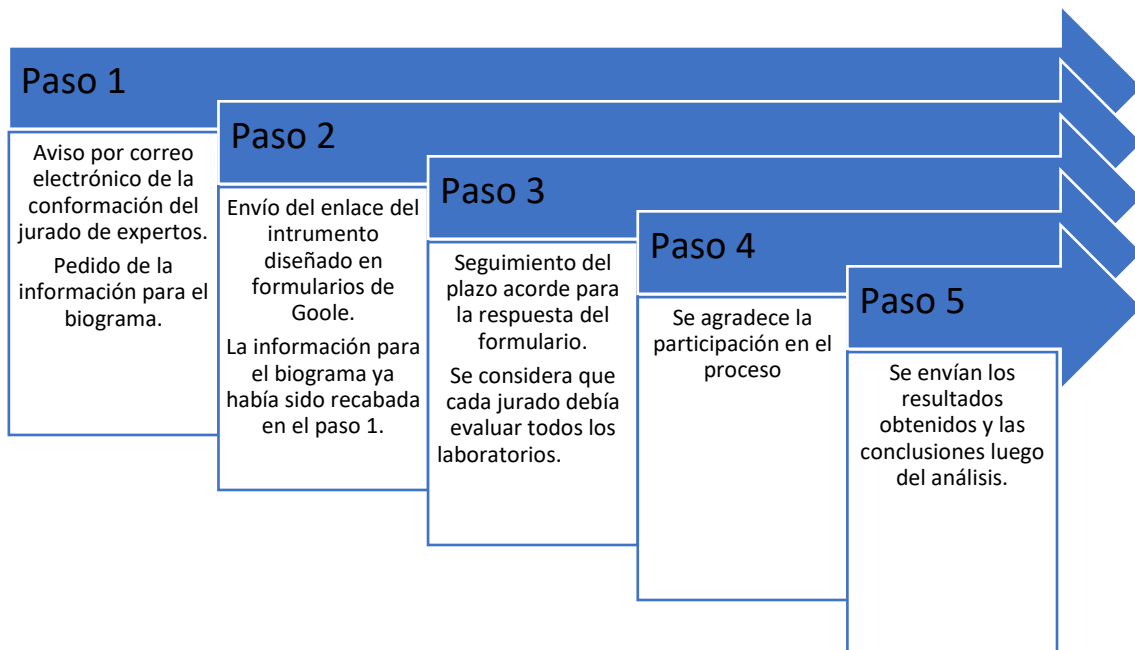 Paso 1
Aviso por correo
electrónico de la
conformación del
jurado de expertos.
Pedido de la
información para el
biograma.
Paso 2
Envío del enlace del
intrumento
diseñado en
formularios de
Goole.
La información para
el biograma ya
había sido recabada
en el paso 1.
Paso 3
Seguimiento del
plazo acorde para
la respuesta del
formulario.
Se considera que
cada jurado debía
evaluar todos los
laboratorios.
Paso 4
Se agradece la
participación en el
proceso
Paso 5
Se envían los
resultados
obtenidos y las
conclusiones luego
del análisis.